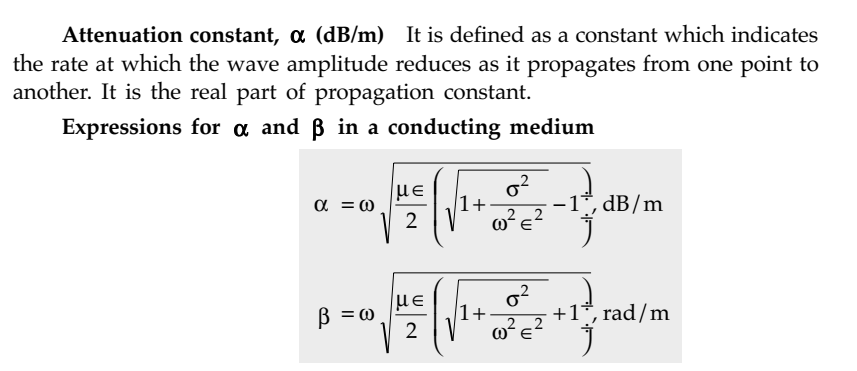 Attenuation constant, α (dB/m) It is defined as a constant which indicates
the rate at which the wave amplitude reduces as it propagates from one point to
another. It is the real part of propagation constant.
Expressions for α and β in a conducting medium
α = ω √(μ∈/2 (√(1+σ²/ω²∈²) −1)), dB/m
β = ω √(μ∈/2 (√(1+σ²/ω²∈²) +1)), rad/m